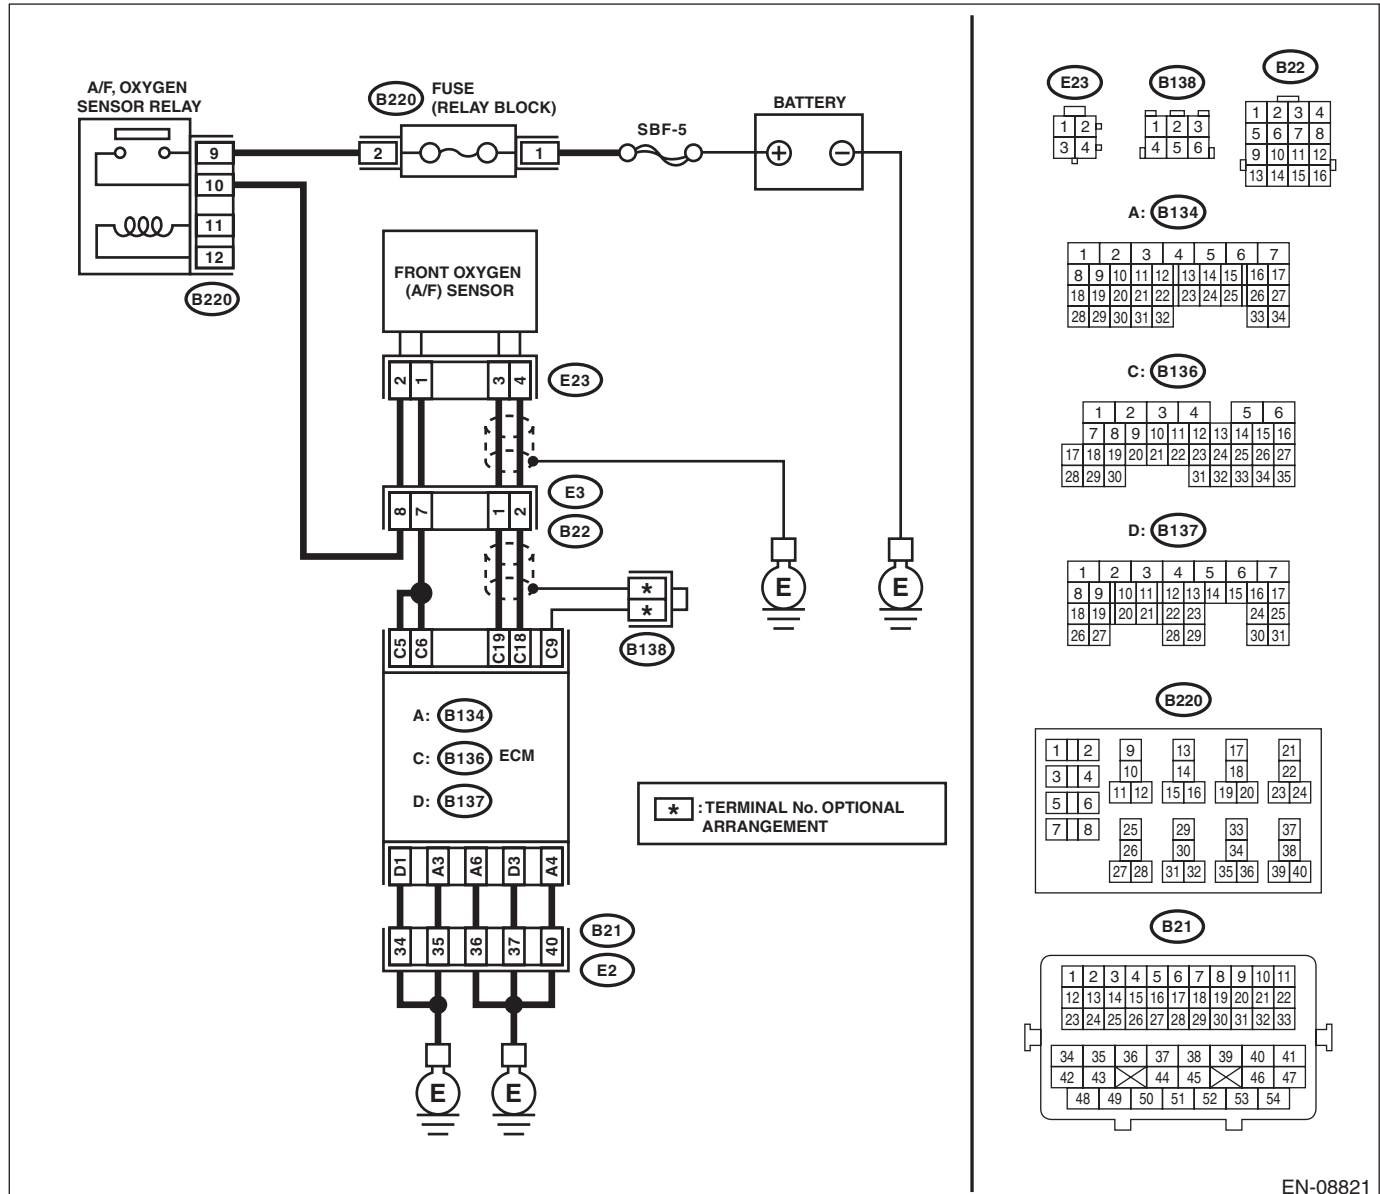 A/F, OXYGEN
SENSOR RELAY
B220
FUSE
(RELAY BLOCK)
SBF-5
BATTERY
9
10
11
12
B220
2
1
+
−
FRONT OXYGEN
(A/F) SENSOR
2 1 3 4
E23
E3
8 7 1 2
B22
*
*
B138
E
E
C5 C6 C19 C18 C9
A: B134
C: B136 ECM
D: B137
* : TERMINAL No. OPTIONAL
ARRANGEMENT
D1 A3 A6 D3 A4
B21
34 35 36 37 40
E2
E
E
E23
1 2
3 4
B138
1 2 3
4 5 6
B22
1 2 3 4
5 6 7 8
9 10 11 12
13 14 15 16
A: B134
1 2 3 4 5 6 7
8 9 10 11 12 13 14 15 16 17
18 19 20 21 22 23 24 25 26 27
28 29 30 31 32 33 34
C: B136
1 2 3 4 5 6
7 8 9 10 11 12 13 14 15 16
17 18 19 20 21 22 23 24 25 26 27
28 29 30 31 32 33 34 35
D: B137
1 2 3 4 5 6 7
8 9 10 11 12 13 14 15 16 17
18 19 20 21 22 23 24 25
26 27 28 29 30 31
B220
1 2 9 13 17 21
3 4 10 14 18 22
5 6 11 12 15 16 19 20 23 24
7 8 25 29 33 37
26 30 34 38
27 28 31 32 35 36 39 40
B21
1 2 3 4 5 6 7 8 9 10 11
12 13 14 15 16 17 18 19 20 21 22
23 24 25 26 27 28 29 30 31 32 33
34 35 36 37 38 39 40 41
42 43 44 45 46 47
48 49 50 51 52 53 54
EN-08821